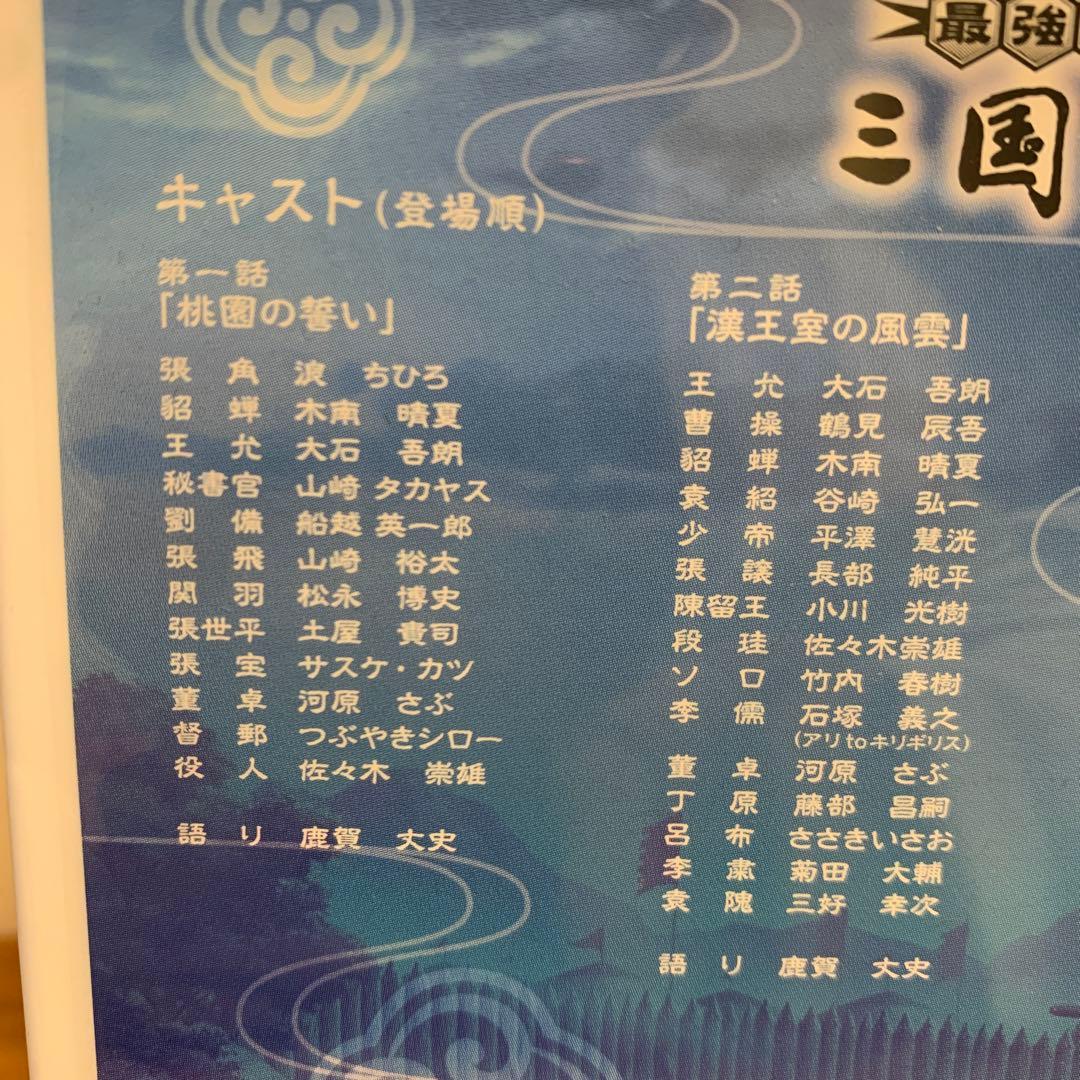 最強
三国
キャスト(登場順)
第一話
「桃園の誓い」
張角 浪 ちひろ
貂蝉 木南 晴夏
王允 大石 吾朗
秘書官 山崎 タカヤス
劉備 船越 英一郎
張飛 山崎 裕太
関羽 松永 博史
張世平 土屋 貴司
張宝 サスケ・カツ
董卓 河原 さぶ
督郵 つぶやきシロー
役人 佐々木 崇雄
語り 鹿賀 丈史
第二話
「漢王室の風雲」
王允 大石 吾朗
曹操 鶴見 辰吾
貂蝉 木南 晴夏
袁紹 谷崎 弘一
少帝 平澤 慧洸
張譲 長部 純平
陳留王 小川 光樹
段珪 佐々木 崇雄
ソロ 竹内 春樹
李儒 石塚 義之
(アリtoキリギリス)
董卓 河原 さぶ
丁原 藤部 昌嗣
呂布 ささきいさお
李粛 菊田 大輔
袁隗 三好 幸次
語り 鹿賀 丈史